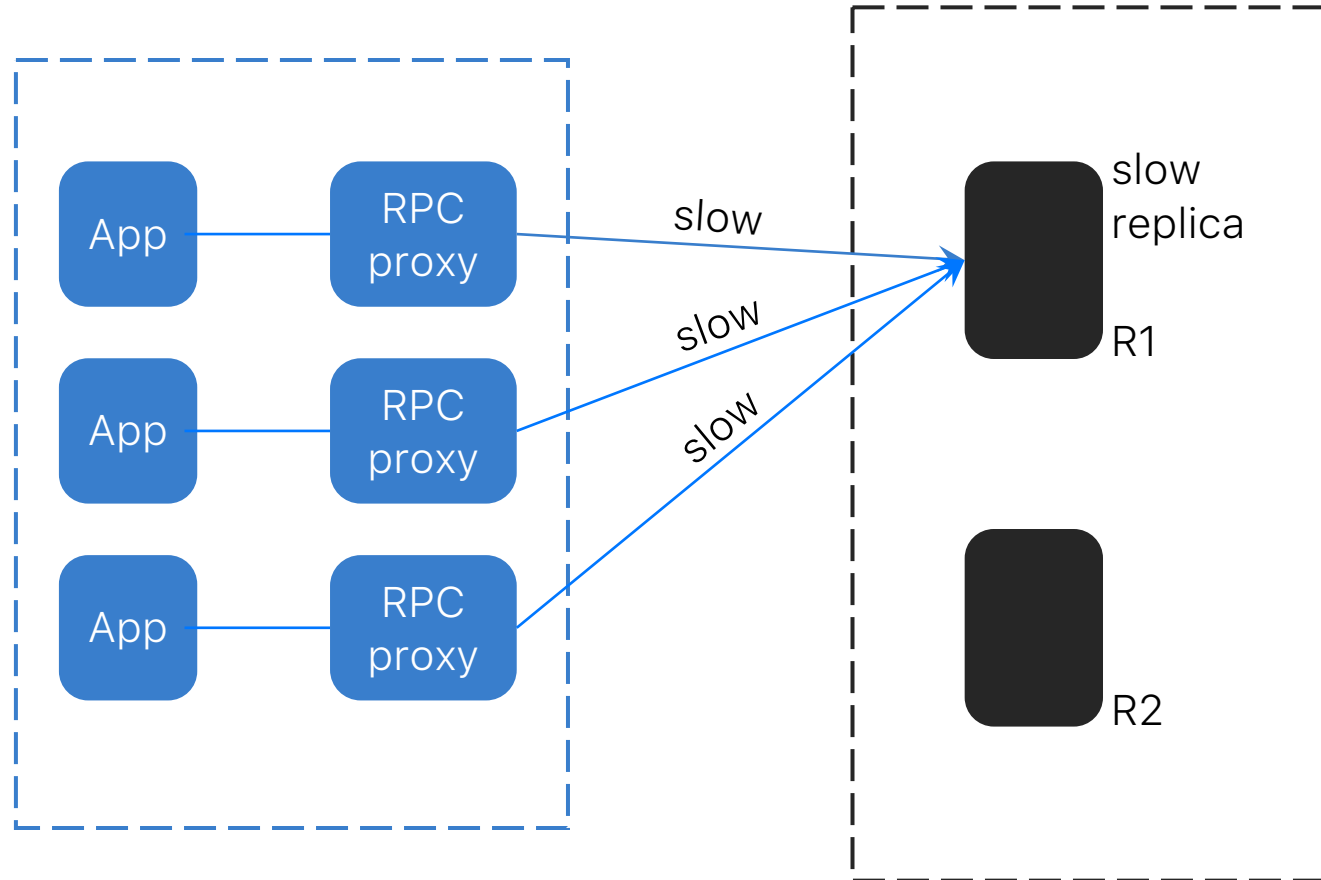 App
RPC
proxy
slow
slow
replica
R1
App
RPC
proxy
slow
App
RPC
proxy
slow
R2